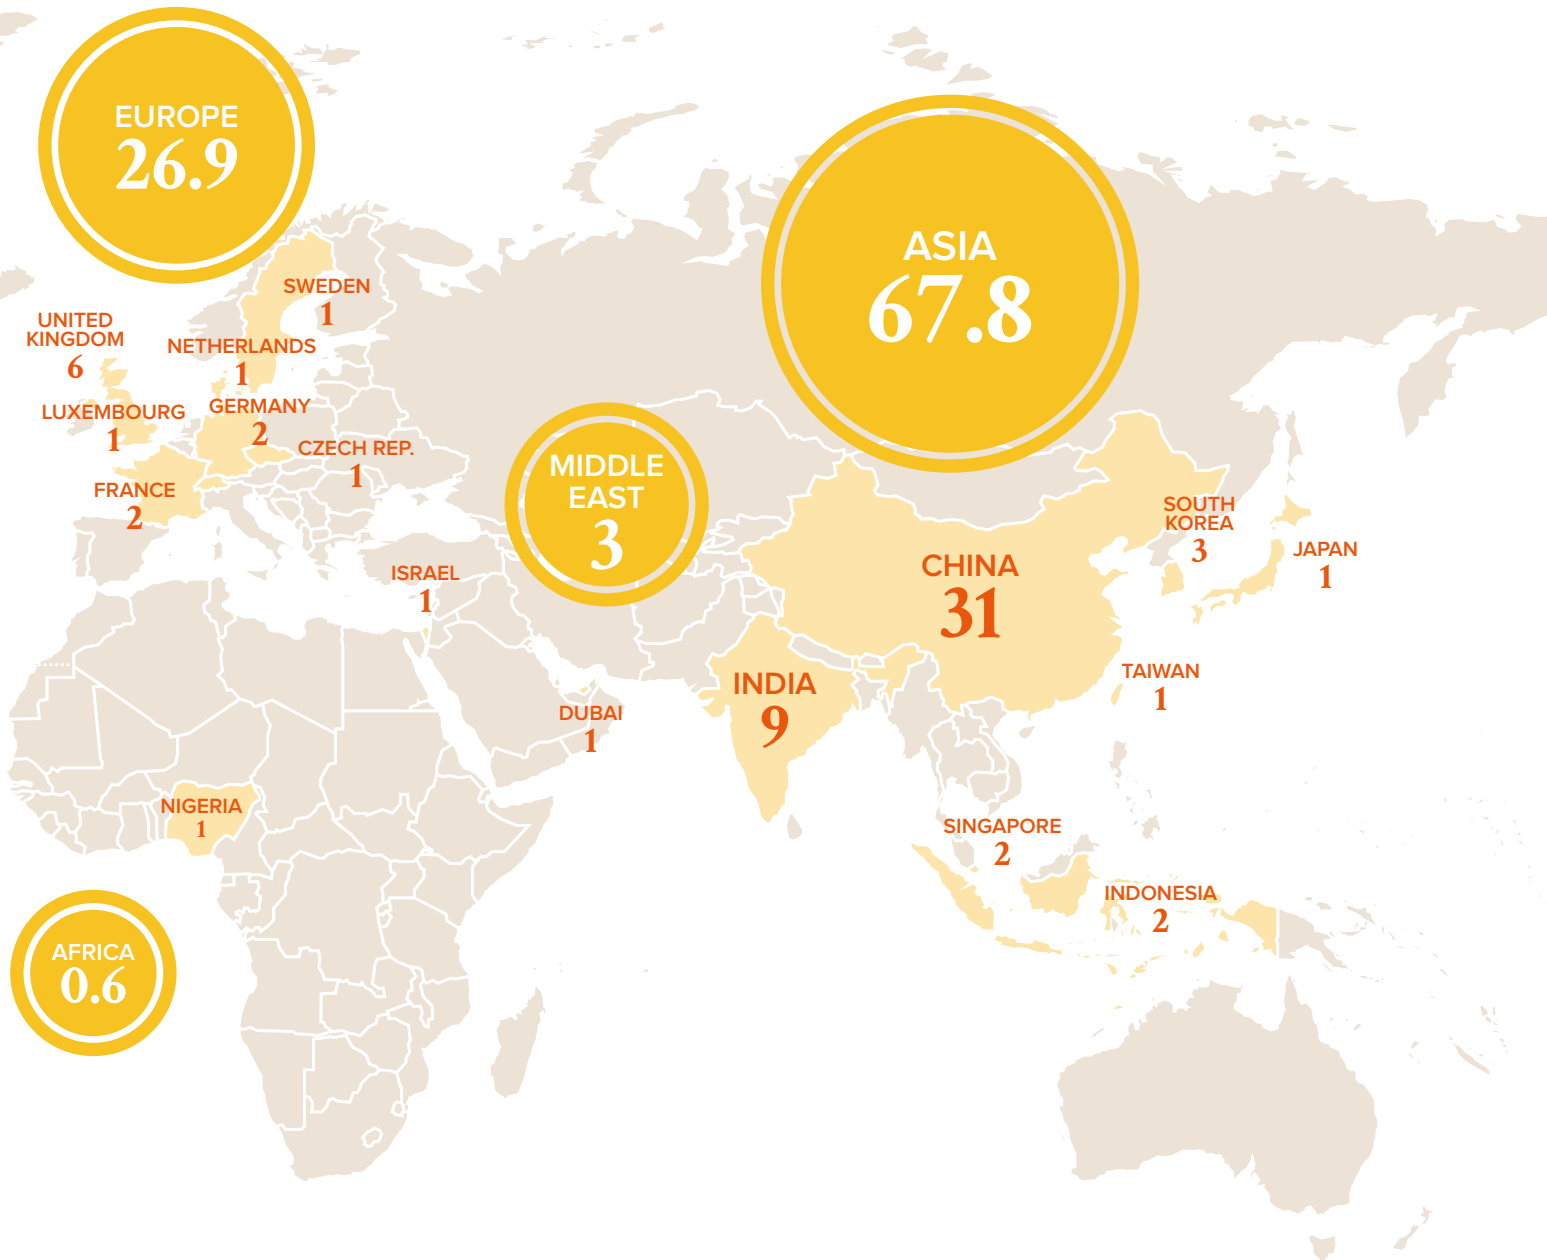 EUROPE
26.9
ASIA
67.8
SWEDEN
1
UNITED
KINGDOM
6
NETHERLANDS
1
LUXEMBOURG
1
GERMANY
2
CZECH REP.
1
FRANCE
2
MIDDLE
EAST
3
ISRAEL
1
DUBAI
1
CHINA
31
SOUTH
KOREA
3
JAPAN
1
INDIA
9
TAIWAN
1
NIGERIA
1
SINGAPORE
2
INDONESIA
2
AFRICA
0.6